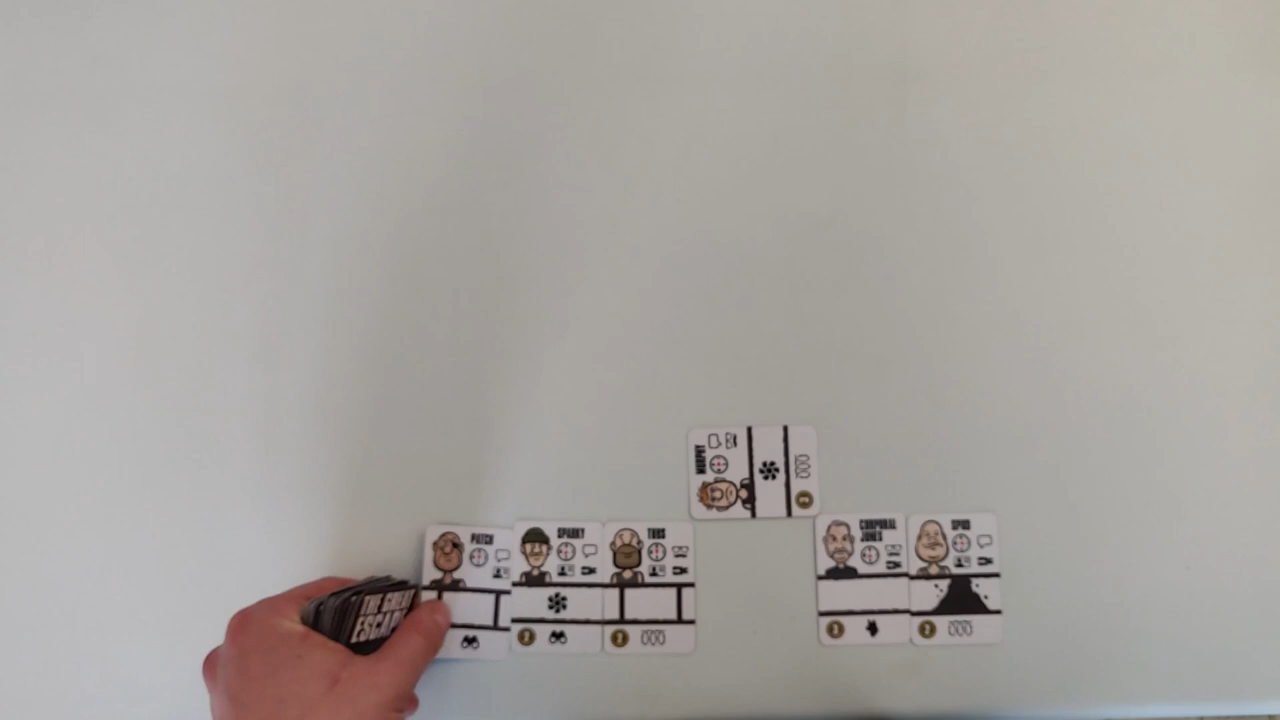 MURPHY
PATCH
SPARKY
TUBS
CORPORAL
JONES
SPUD
THE GREAT
ESCAPE